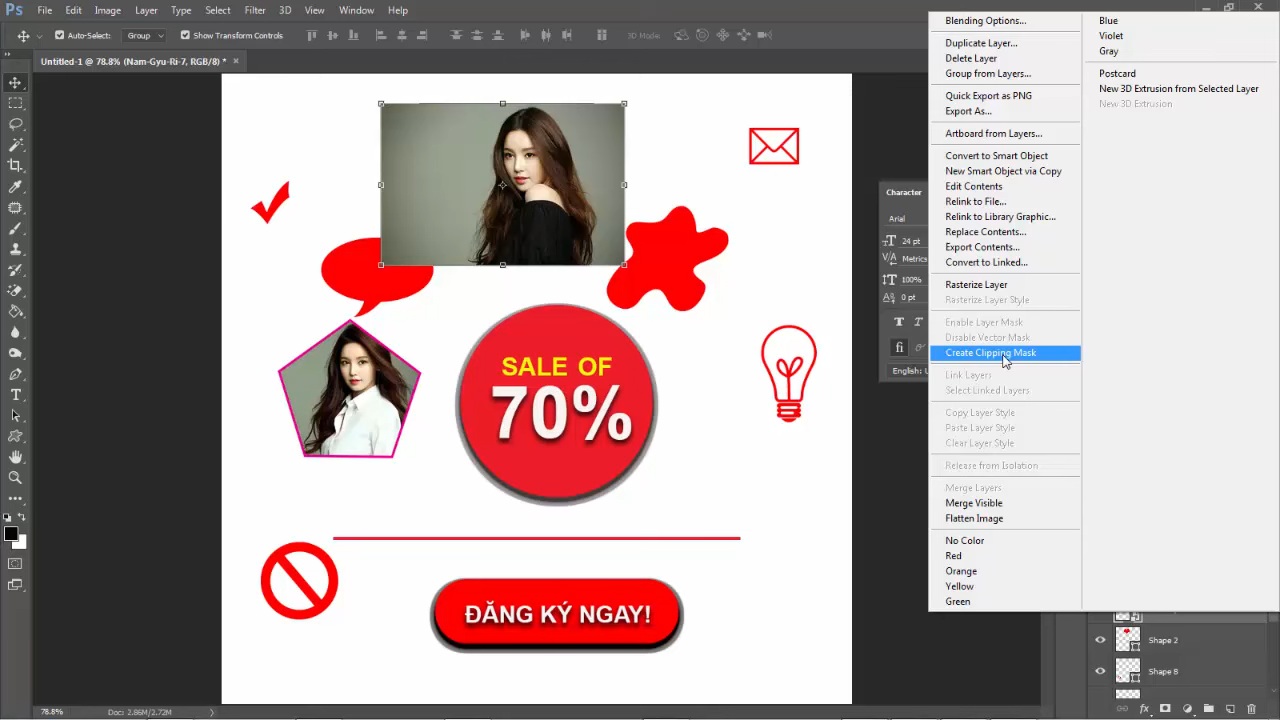 Ps File Edit Image Layer Type Select Filter 3D View Window Help
Auto-Select: Group Show Transform Controls 3D Mode:
Untitled-1 @ 78.8% (Nam-Gyu-Ri-7, RGB/8) * ×
SALE OF
70%
ĐĂNG KÝ NGAY!
Character
Arial
24 pt
Metrics
100%
0 pt
T T
fi
English:
Blending Options...
Duplicate Layer...
Delete Layer
Group from Layers...
Quick Export as PNG
Export As...
Artboard from Layers...
Convert to Smart Object
New Smart Object via Copy
Edit Contents
Relink to File...
Relink to Library Graphic...
Replace Contents...
Export Contents...
Convert to Linked...
Rasterize Layer
Rasterize Layer Style
Enable Layer Mask
Disable Vector Mask
Create Clipping Mask
Link Layers
Select Linked Layers
Copy Layer Style
Paste Layer Style
Clear Layer Style
Release from Isolation
Merge Layers
Merge Visible
Flatten Image
No Color
Red
Orange
Yellow
Green
Blue
Violet
Gray
Postcard
New 3D Extrusion from Selected Layer
New 3D Extrusion
Shape 2
Shape 8
fx
78.8% Doc: 2.86M/2.72M